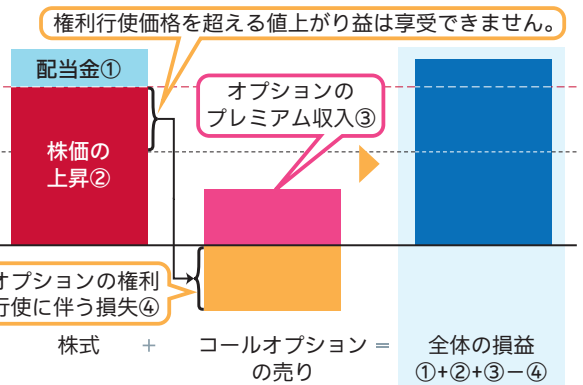 権利行使価格を超える値上がり益は享受できません。
配当金①
オプションの
プレミアム収入③
株価の
上昇②
オプションの権利
行使に伴う損失④
株式 + コールオプション = 全体の損益
の売り ①+②+③－④